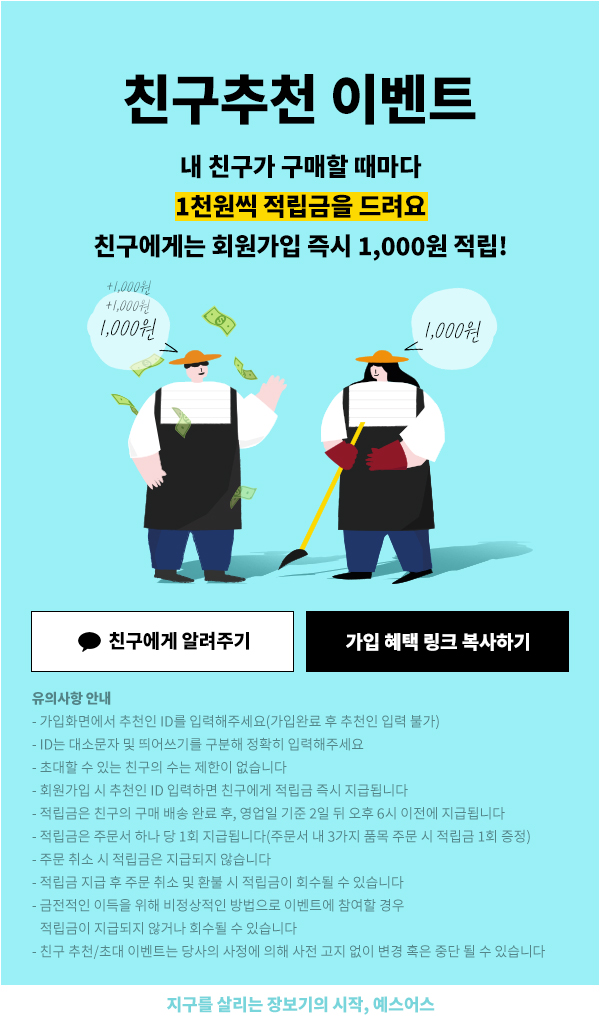 친구추천 이벤트
내 친구가 구매할 때마다
1천원씩 적립금을 드려요
친구에게는 회원가입 즉시 1,000원 적립!
+1,000원
+1,000원
1,000원
1,000원
친구에게 알려주기
가입 혜택 링크 복사하기
유의사항 안내
- 가입화면에서 추천인 ID를 입력해주세요(가입완료 후 추천인 입력 불가)
- ID는 대소문자 및 띄어쓰기를 구분해 정확히 입력해주세요
- 초대할 수 있는 친구의 수는 제한이 없습니다
- 회원가입 시 추천인 ID 입력하면 친구에게 적립금 즉시 지급됩니다
- 적립금은 친구의 구매 배송 완료 후, 영업일 기준 2일 뒤 오후 6시 이전에 지급됩니다
- 적립금은 주문서 하나 당 1회 지급됩니다(주문서 내 3가지 품목 주문 시 적립금 1회 증정)
- 주문 취소 시 적립금은 지급되지 않습니다
- 적립금 지급 후 주문 취소 및 환불 시 적립금이 회수될 수 있습니다
- 금전적인 이득을 위해 비정상적인 방법으로 이벤트에 참여할 경우
적립금이 지급되지 않거나 회수될 수 있습니다
- 친구 추천/초대 이벤트는 당사의 사정에 의해 사전 고지 없이 변경 혹은 중단 될 수 있습니다
지구를 살리는 장보기의 시작, 예스어스